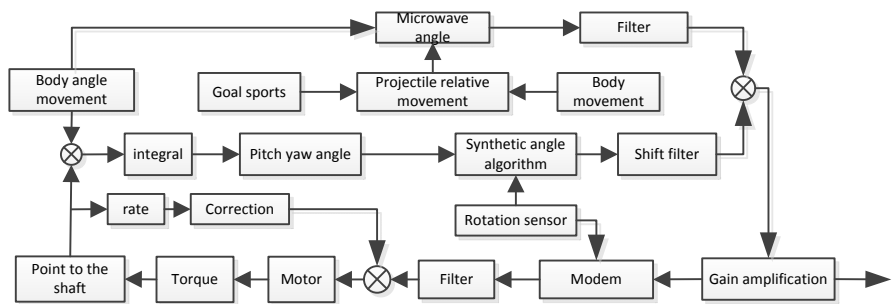 Microwave
angle
Filter
Body angle
movement
Goal sports
Projectile relative
movement
Body
movement
integral
Pitch yaw angle
Synthetic angle
algorithm
Shift filter
rate
Correction
Rotation sensor
Point to the
shaft
Torque
Motor
Filter
Modem
Gain amplification